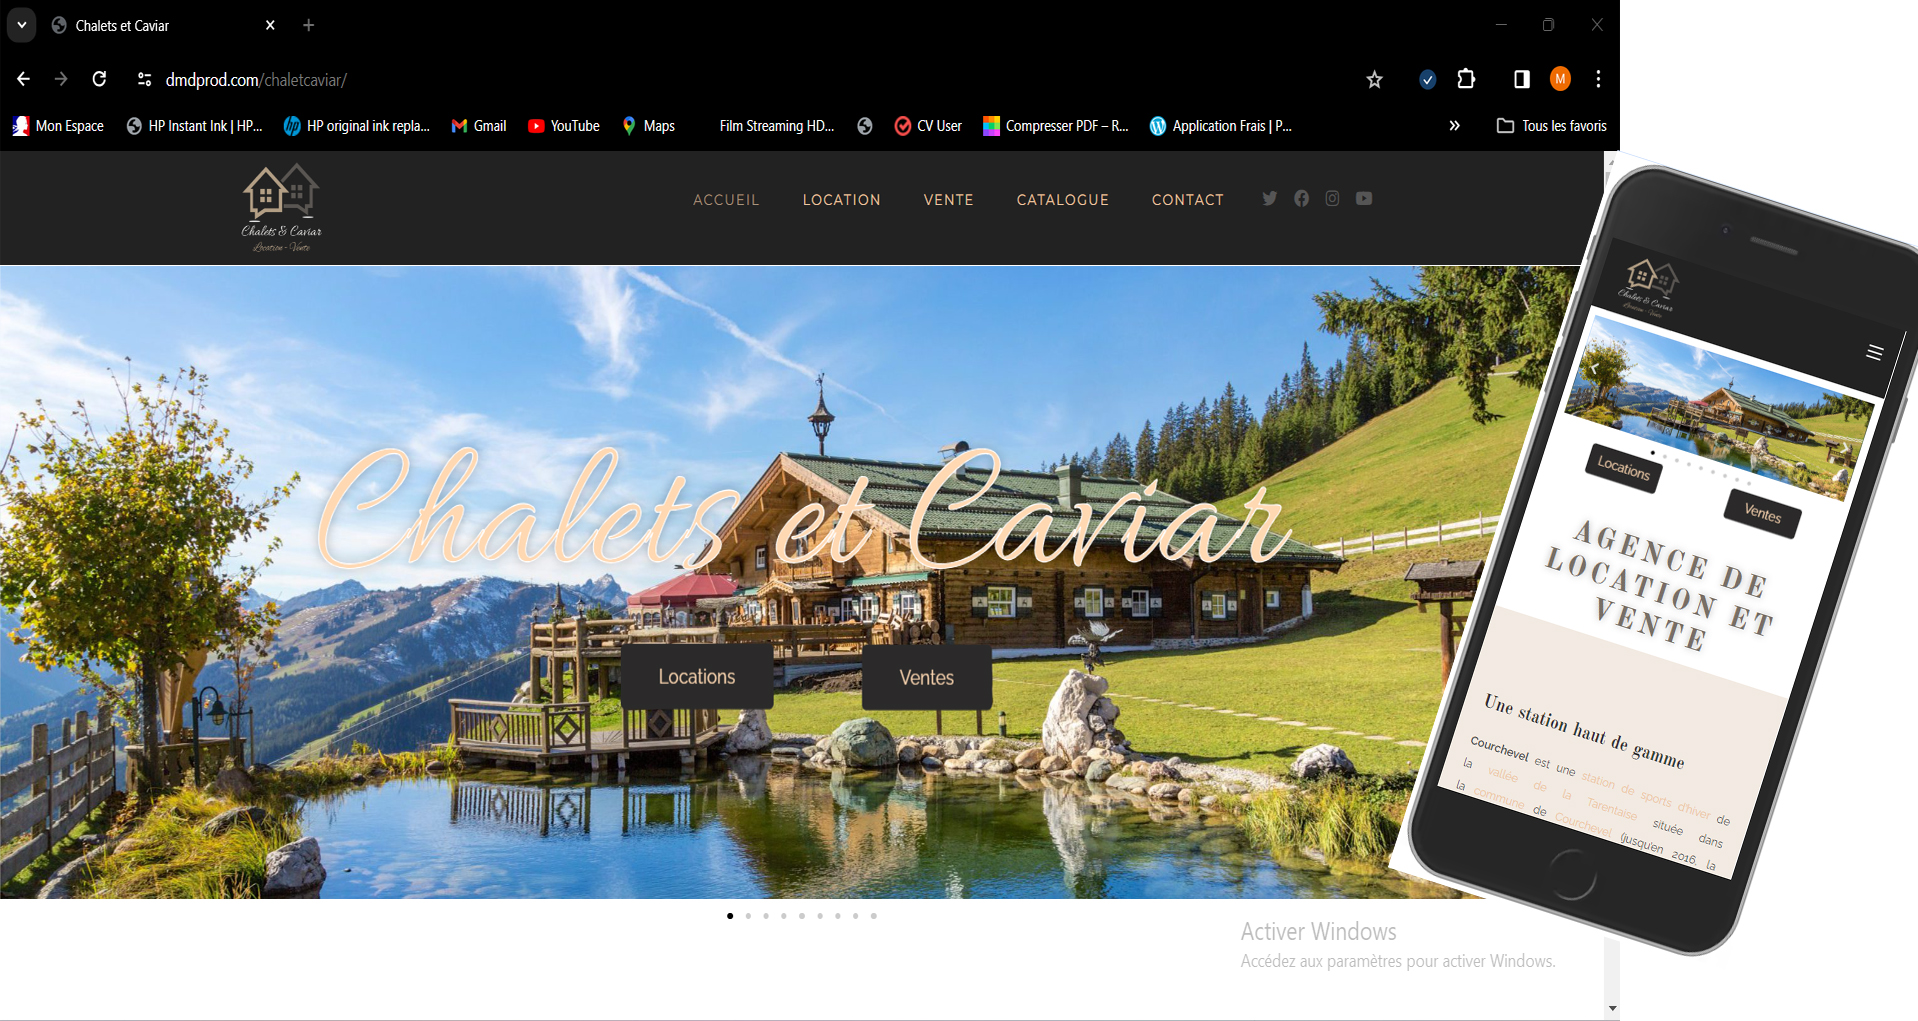 Chalets et Caviar
dmdprod.com/chaletcaviar/
M
Mon Espace
HP Instant Ink | HP...
HP original ink repla...
Gmail
YouTube
Maps
Film Streaming HD...
CV User
Compresser PDF – R...
Application Frais | P...
Tous les favoris
Chalets & Caviar
Location - Vente
ACCUEIL
LOCATION
VENTE
CATALOGUE
CONTACT
Chalets et Caviar
Locations
Ventes
Activer Windows
Accédez aux paramètres pour activer Windows.
Chalets & Caviar
Location - Vente
Locations
Ventes
AGENCE DE
LOCATION ET
VENTE
Une station haut de gamme
Courchevel est une station de sports d'hiver de
la vallée de la Tarentaise située dans
la commune de Courchevel (jusqu'en 2016, la